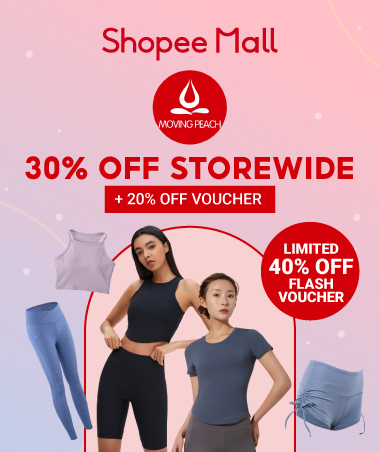 Shopee Mall
MOVING PEACH
30% OFF STOREWIDE
+ 20% OFF VOUCHER
LIMITED
40% OFF
FLASH
VOUCHER